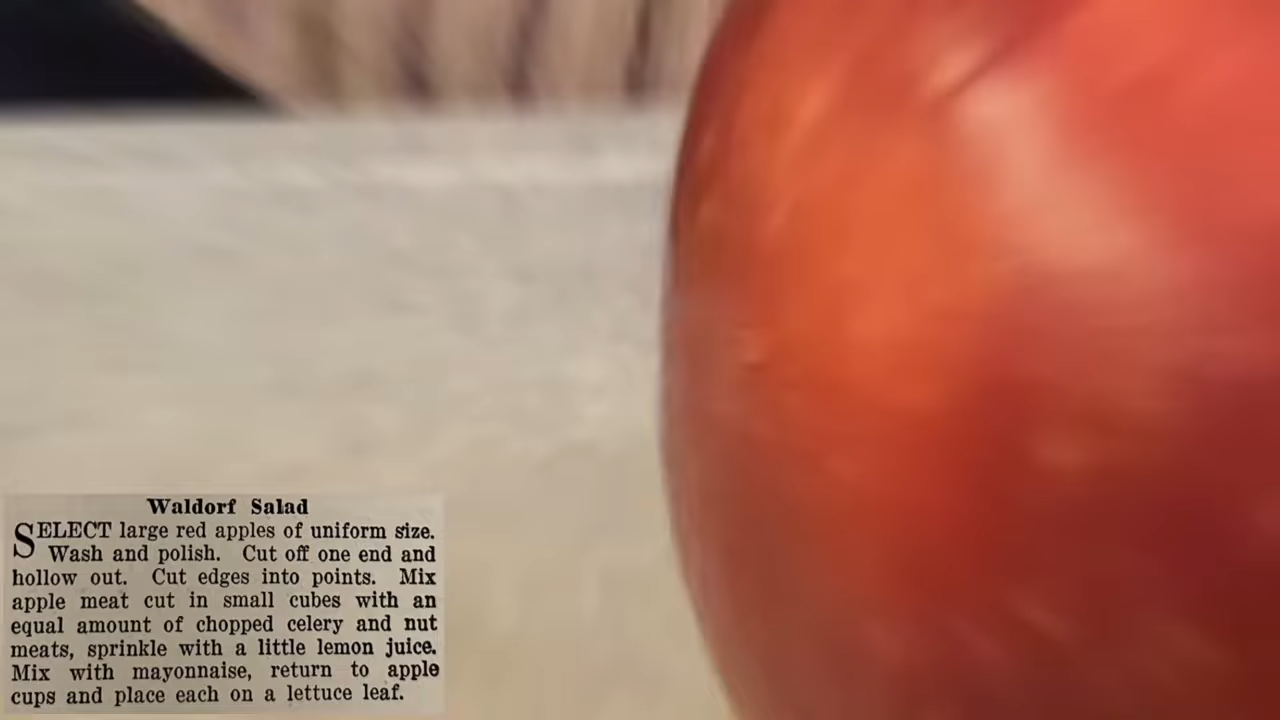 Waldorf Salad
SELECT large red apples of uniform size.
Wash and polish. Cut off one end and
hollow out. Cut edges into points. Mix
apple meat cut in small cubes with an
equal amount of chopped celery and nut
meats, sprinkle with a little lemon juice.
Mix with mayonnaise, return to apple
cups and place each on a lettuce leaf.